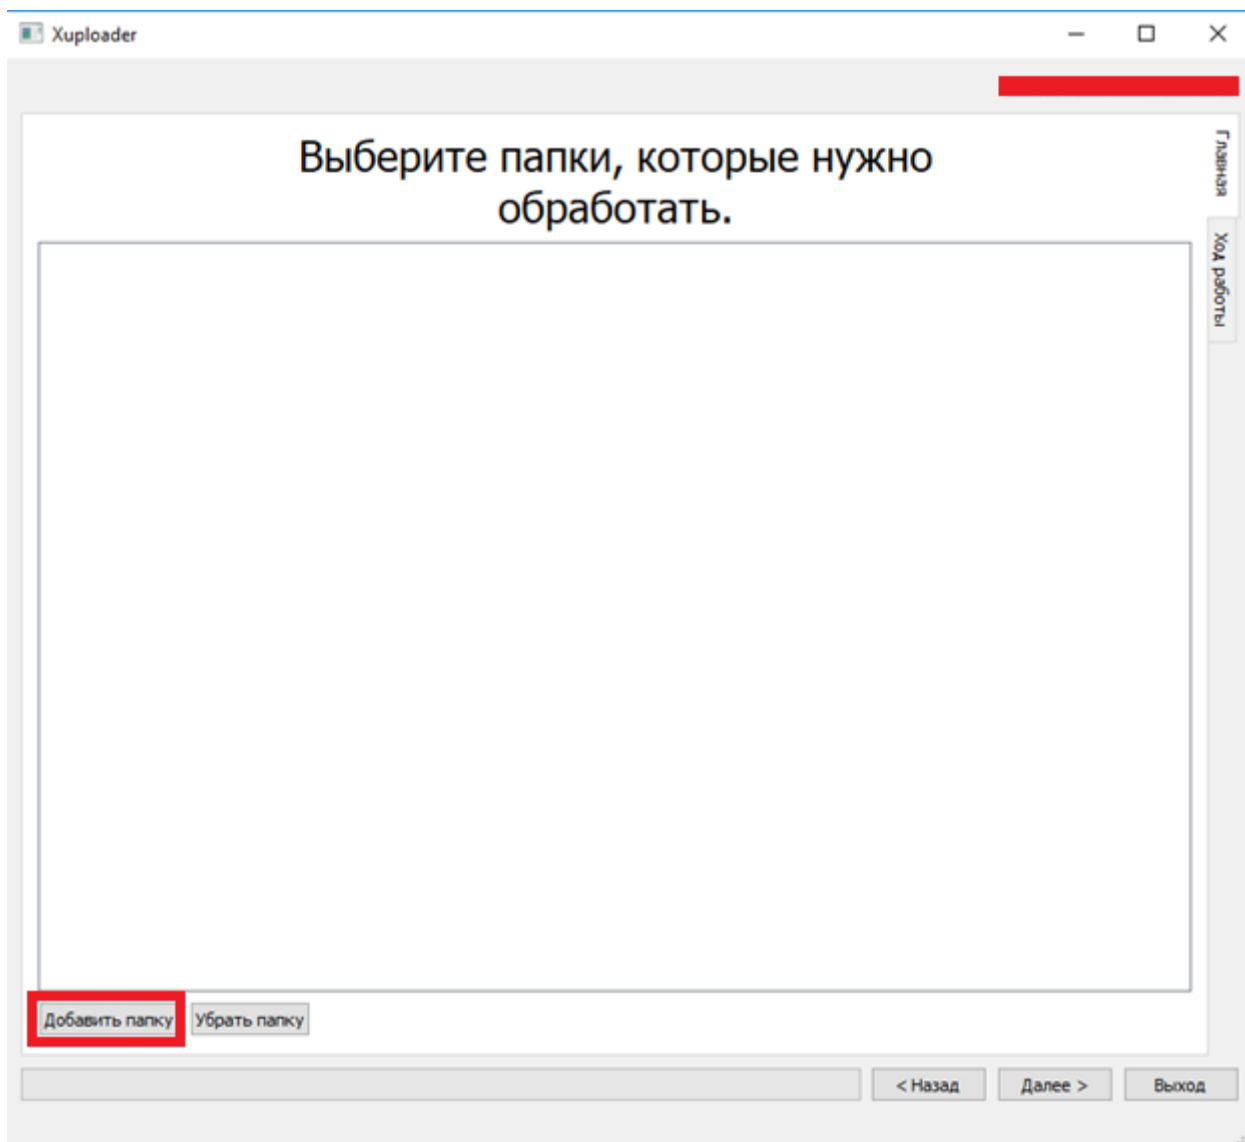 Xuploader
Выберите папки, которые нужно
обработать.
Главная
Ход работы
Добавить папку
Убрать папку
< Назад
Далее >
Выход